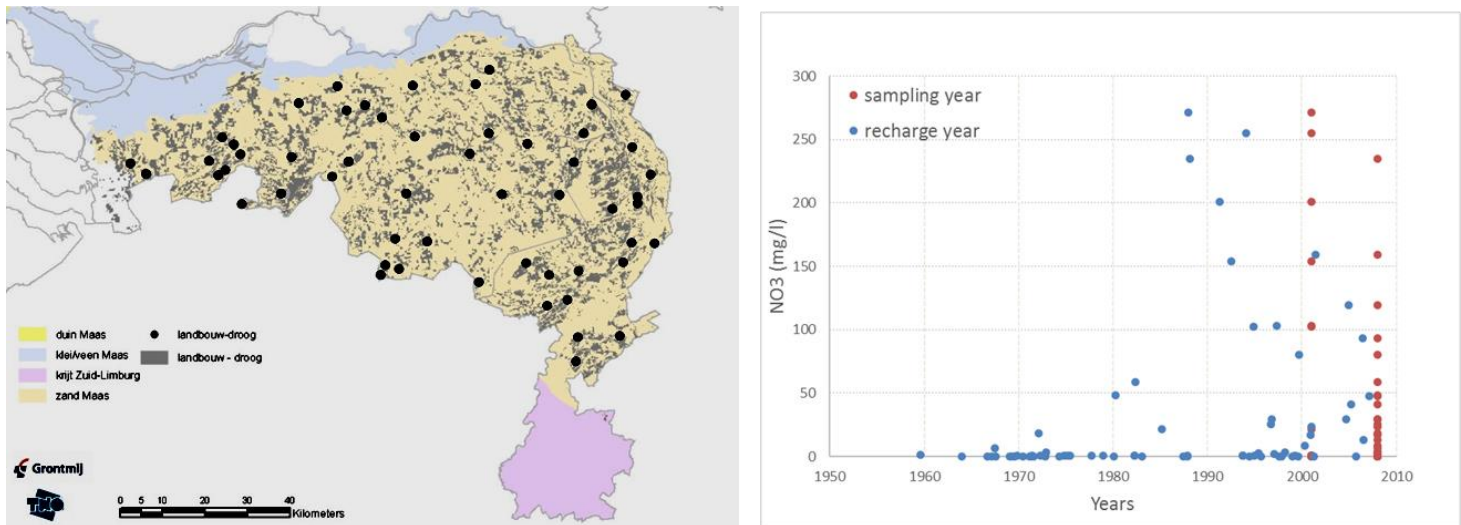 duin Maas
landbouw-droog
klei/veen Maas
landbouw - droog
krijt Zuid-Limburg
zand Maas
Grontmij
TNO
0 5 10 20 30 40
Kilometers
300
250
200
150
100
50
0
NO3 (mg/l)
sampling year
recharge year
1950 1960 1970 1980 1990 2000 2010
Years